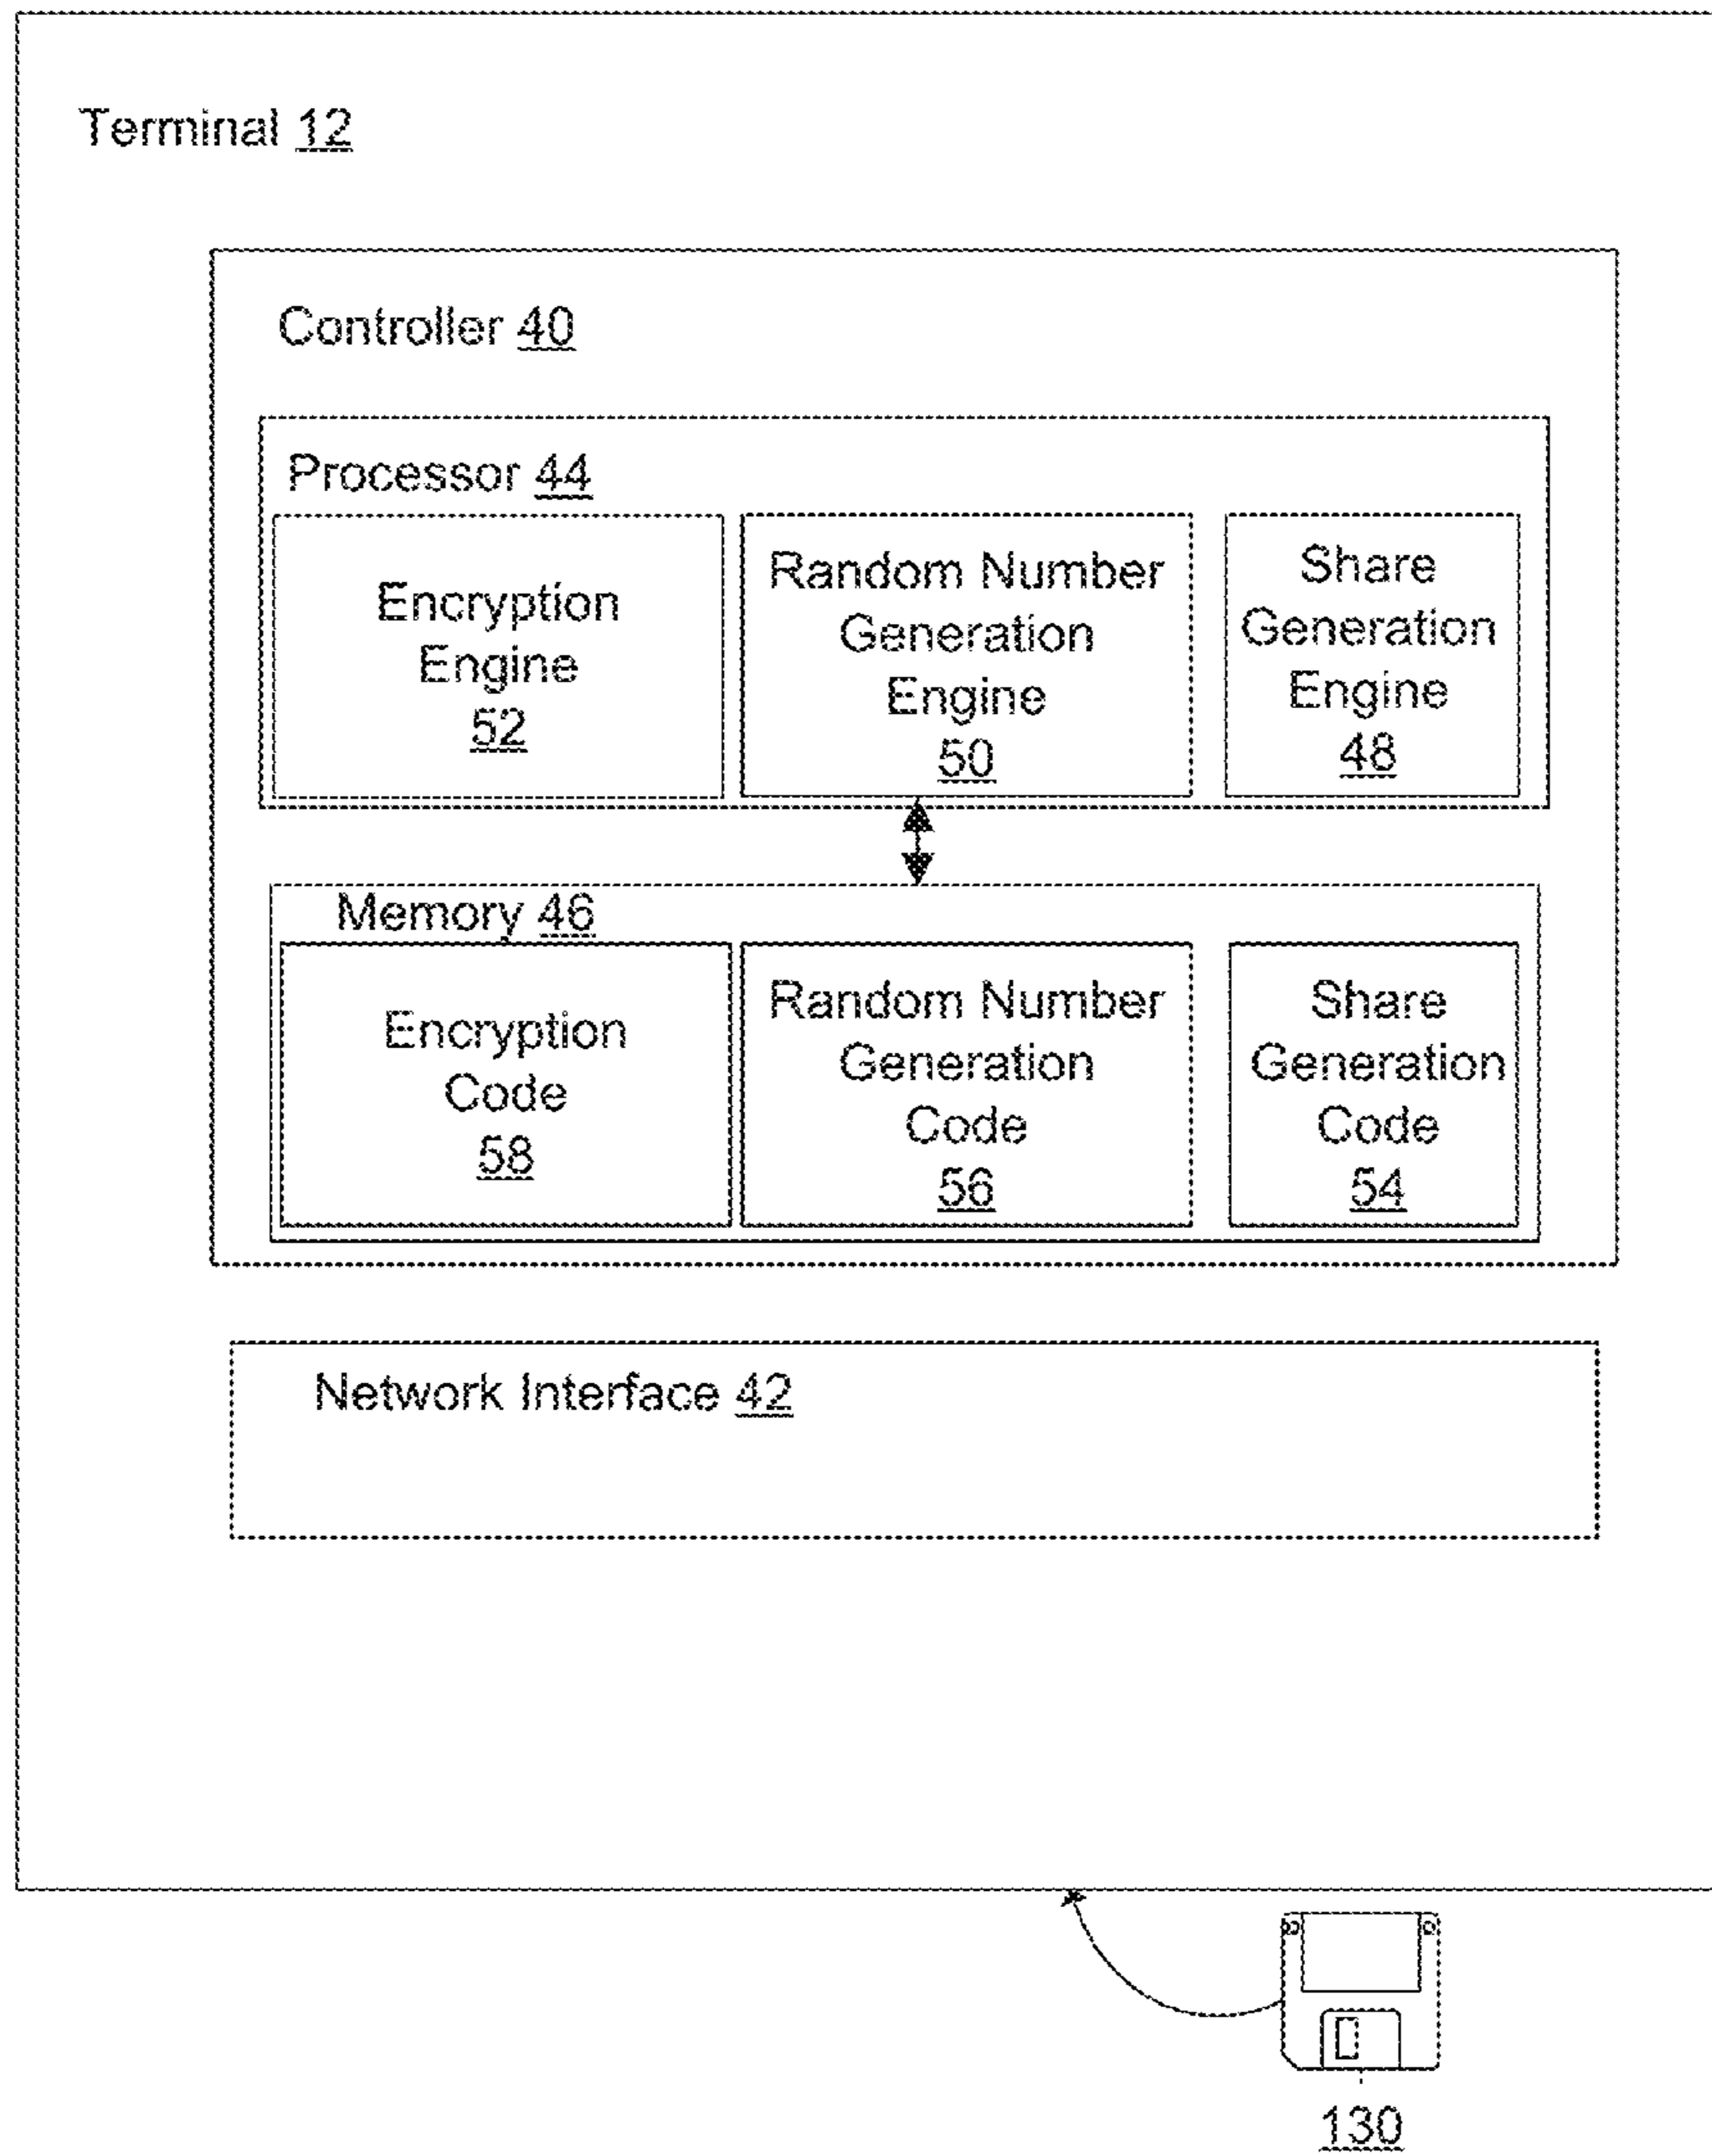 Terminal 12
Controller 40
Processor 44
Encryption
Engine
52
Random Number
Generation
Engine
50
Share
Generation
Engine
48
Memory 46
Encryption
Code
58
Random Number
Generation
Code
56
Share
Generation
Code
54
Network Interface 42
130